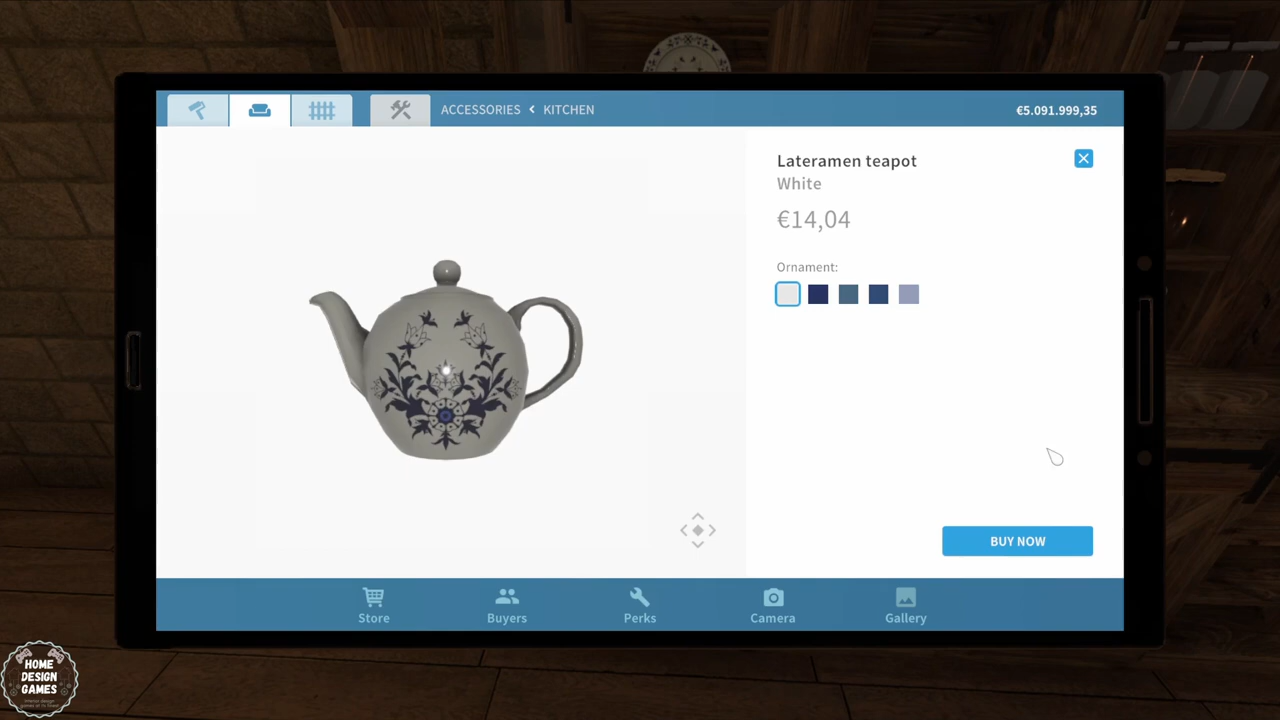 ACCESSORIES < KITCHEN
€5.091.999,35
Lateramen teapot
White
€14,04
Ornament:
BUY NOW
Store
Buyers
Perks
Camera
Gallery
HOME
DESIGN
GAMES